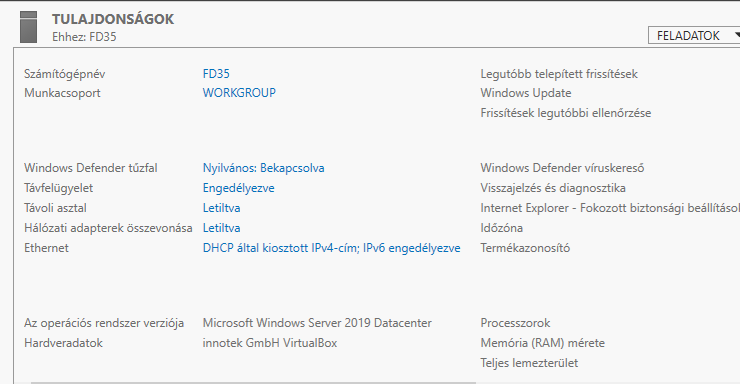 TULAJDONSÁGOK
Ehhez: FD35
FELADATOK
Számítógépnév FD35 Legutóbb telepített frissítések
Munkacsoport WORKGROUP Windows Update
Frissítések legutóbbi ellenőrzése
Windows Defender tűzfal Nyilvános: Bekapcsolva Windows Defender víruskereső
Távfelügyelet Engedélyezve Visszajelzés és diagnosztika
Távoli asztal Letiltva Internet Explorer - Fokozott biztonsági beállítások
Hálózati adapterek összevonása Letiltva Időzóna
Ethernet DHCP által kiosztott IPv4-cím; IPv6 engedélyezve Termékazonosító
Az operációs rendszer verziója Microsoft Windows Server 2019 Datacenter Processzorok
Hardveradatok innotek GmbH VirtualBox Memória (RAM) mérete
Teljes lemezterület